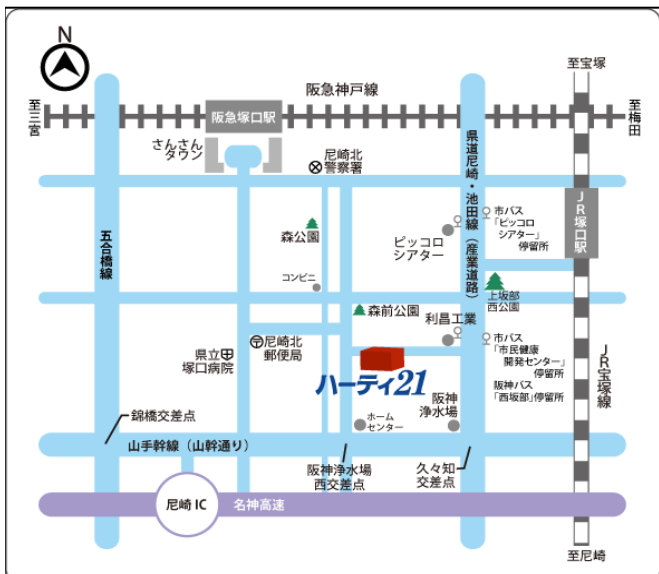 N
至宝塚
阪急神戸線
至三宮
阪急塚口駅
至梅田
さんさん
タウン
尼崎北
警察署
県道尼崎・池田線（産業道路）
市バス
「ピッコロ
シアター」
停留所
JR塚口駅
五合橋線
森公園
ピッコロ
シアター
コンビニ
上坂部
西公園
森前公園
利昌工業
尼崎北
郵便局
県立
塚口病院
市バス
「市民健康
開発センター」
停留所
阪神バス
「西坂部」停留所
JR宝塚線
ハーティ21
錦橋交差点
ホーム
センター
阪神
浄水場
山手幹線（山幹通り）
阪神浄水場
西交差点
久々知
交差点
尼崎IC
名神高速
至尼崎